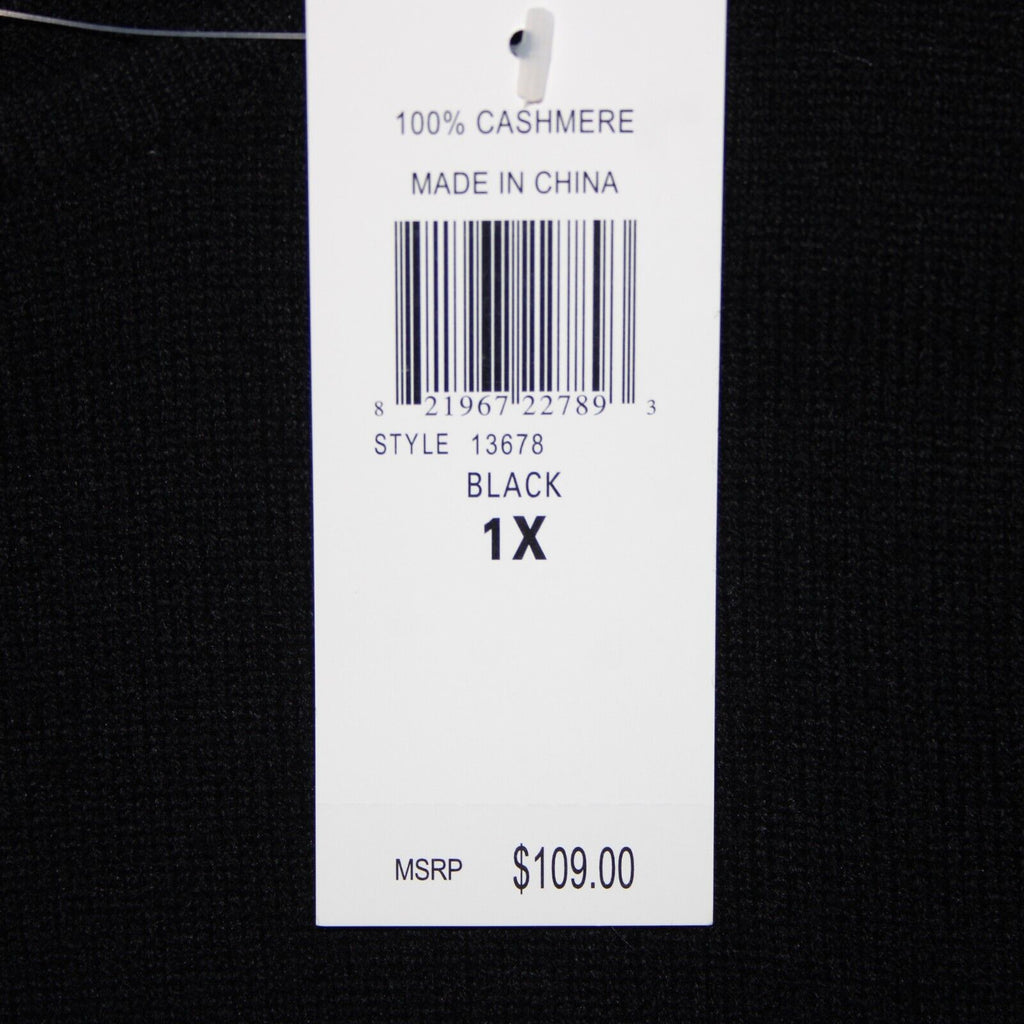 100% CASHMERE
MADE IN CHINA
8 21967 22789 3
STYLE 13678
BLACK
1X
MSRP $109.00